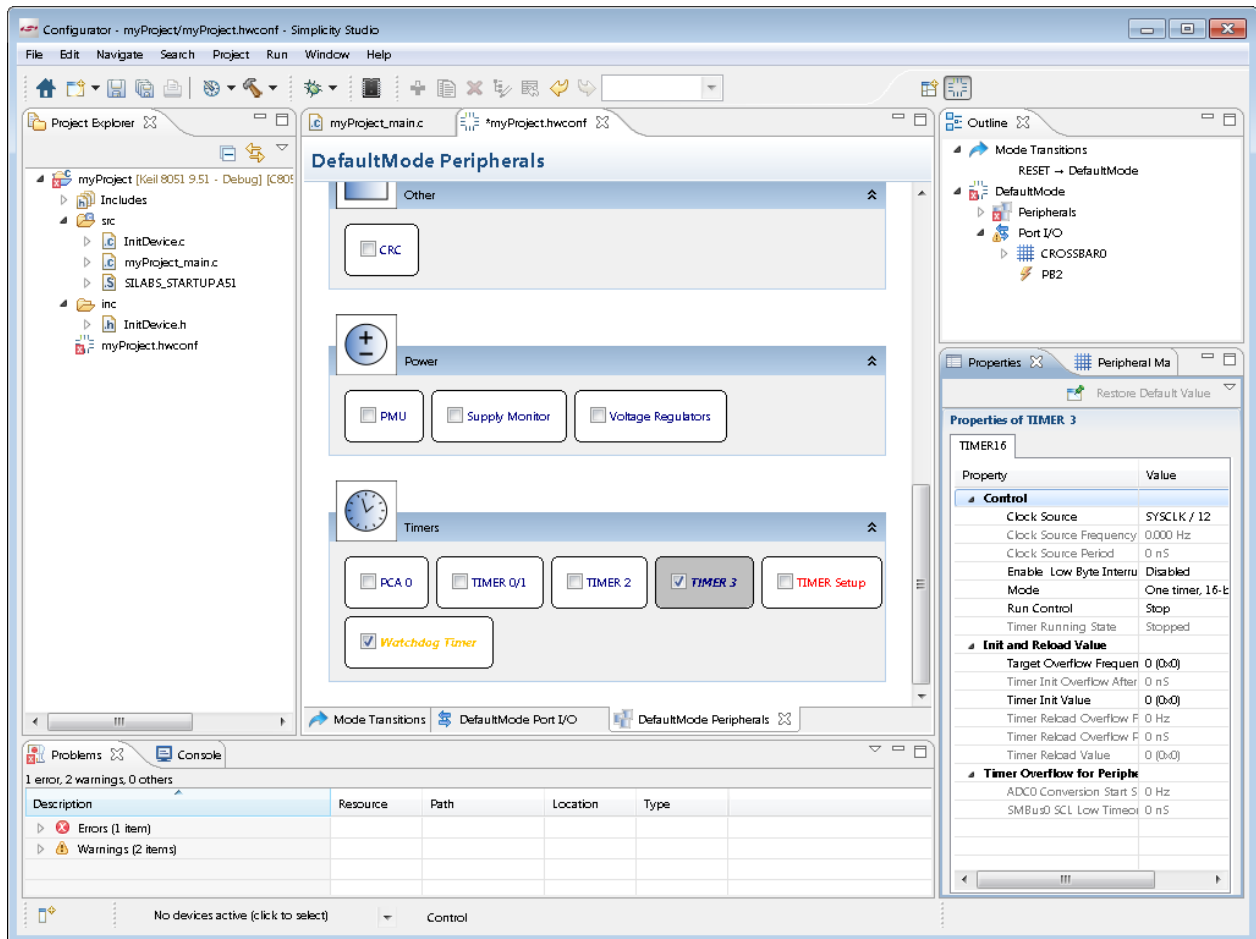 Configurator - myProject/myProject.hwconf - Simplicity Studio
File Edit Navigate Search Project Run Window Help
Project Explorer
myProject [Keil 8051 9.51 - Debug] [C805
Includes
src
InitDevice.c
myProject_main.c
SILABS_STARTUP.A51
inc
InitDevice.h
myProject.hwconf
myProject_main.c
*myProject.hwconf
DefaultMode Peripherals
Other
CRC
Power
PMU
Supply Monitor
Voltage Regulators
Timers
PCA 0
TIMER 0/1
TIMER 2
TIMER 3
TIMER Setup
Watchdog Timer
Mode Transitions
DefaultMode Port I/O
DefaultMode Peripherals
Outline
Mode Transitions
RESET → DefaultMode
DefaultMode
Peripherals
Port I/O
CROSSBAR0
PB2
Properties
Peripheral Ma
Restore Default Value
Properties of TIMER 3
TIMER16
Property Value
Control
Clock Source SYSCLK / 12
Clock Source Frequency 0.000 Hz
Clock Source Period 0 nS
Enable Low Byte Interru Disabled
Mode One timer, 16-b
Run Control Stop
Timer Running State Stopped
Init and Reload Value
Target Overflow Frequen 0 (0x0)
Timer Init Overflow After 0 nS
Timer Init Value 0 (0x0)
Timer Reload Overflow F 0 Hz
Timer Reload Overflow P 0 nS
Timer Reload Value 0 (0x0)
Timer Overflow for Periphe
ADC0 Conversion Start S 0 Hz
SMBus0 SCL Low Timeou 0 nS
Problems
Console
1 error, 2 warnings, 0 others
Description Resource Path Location Type
Errors (1 item)
Warnings (2 items)
No devices active (click to select)
Control